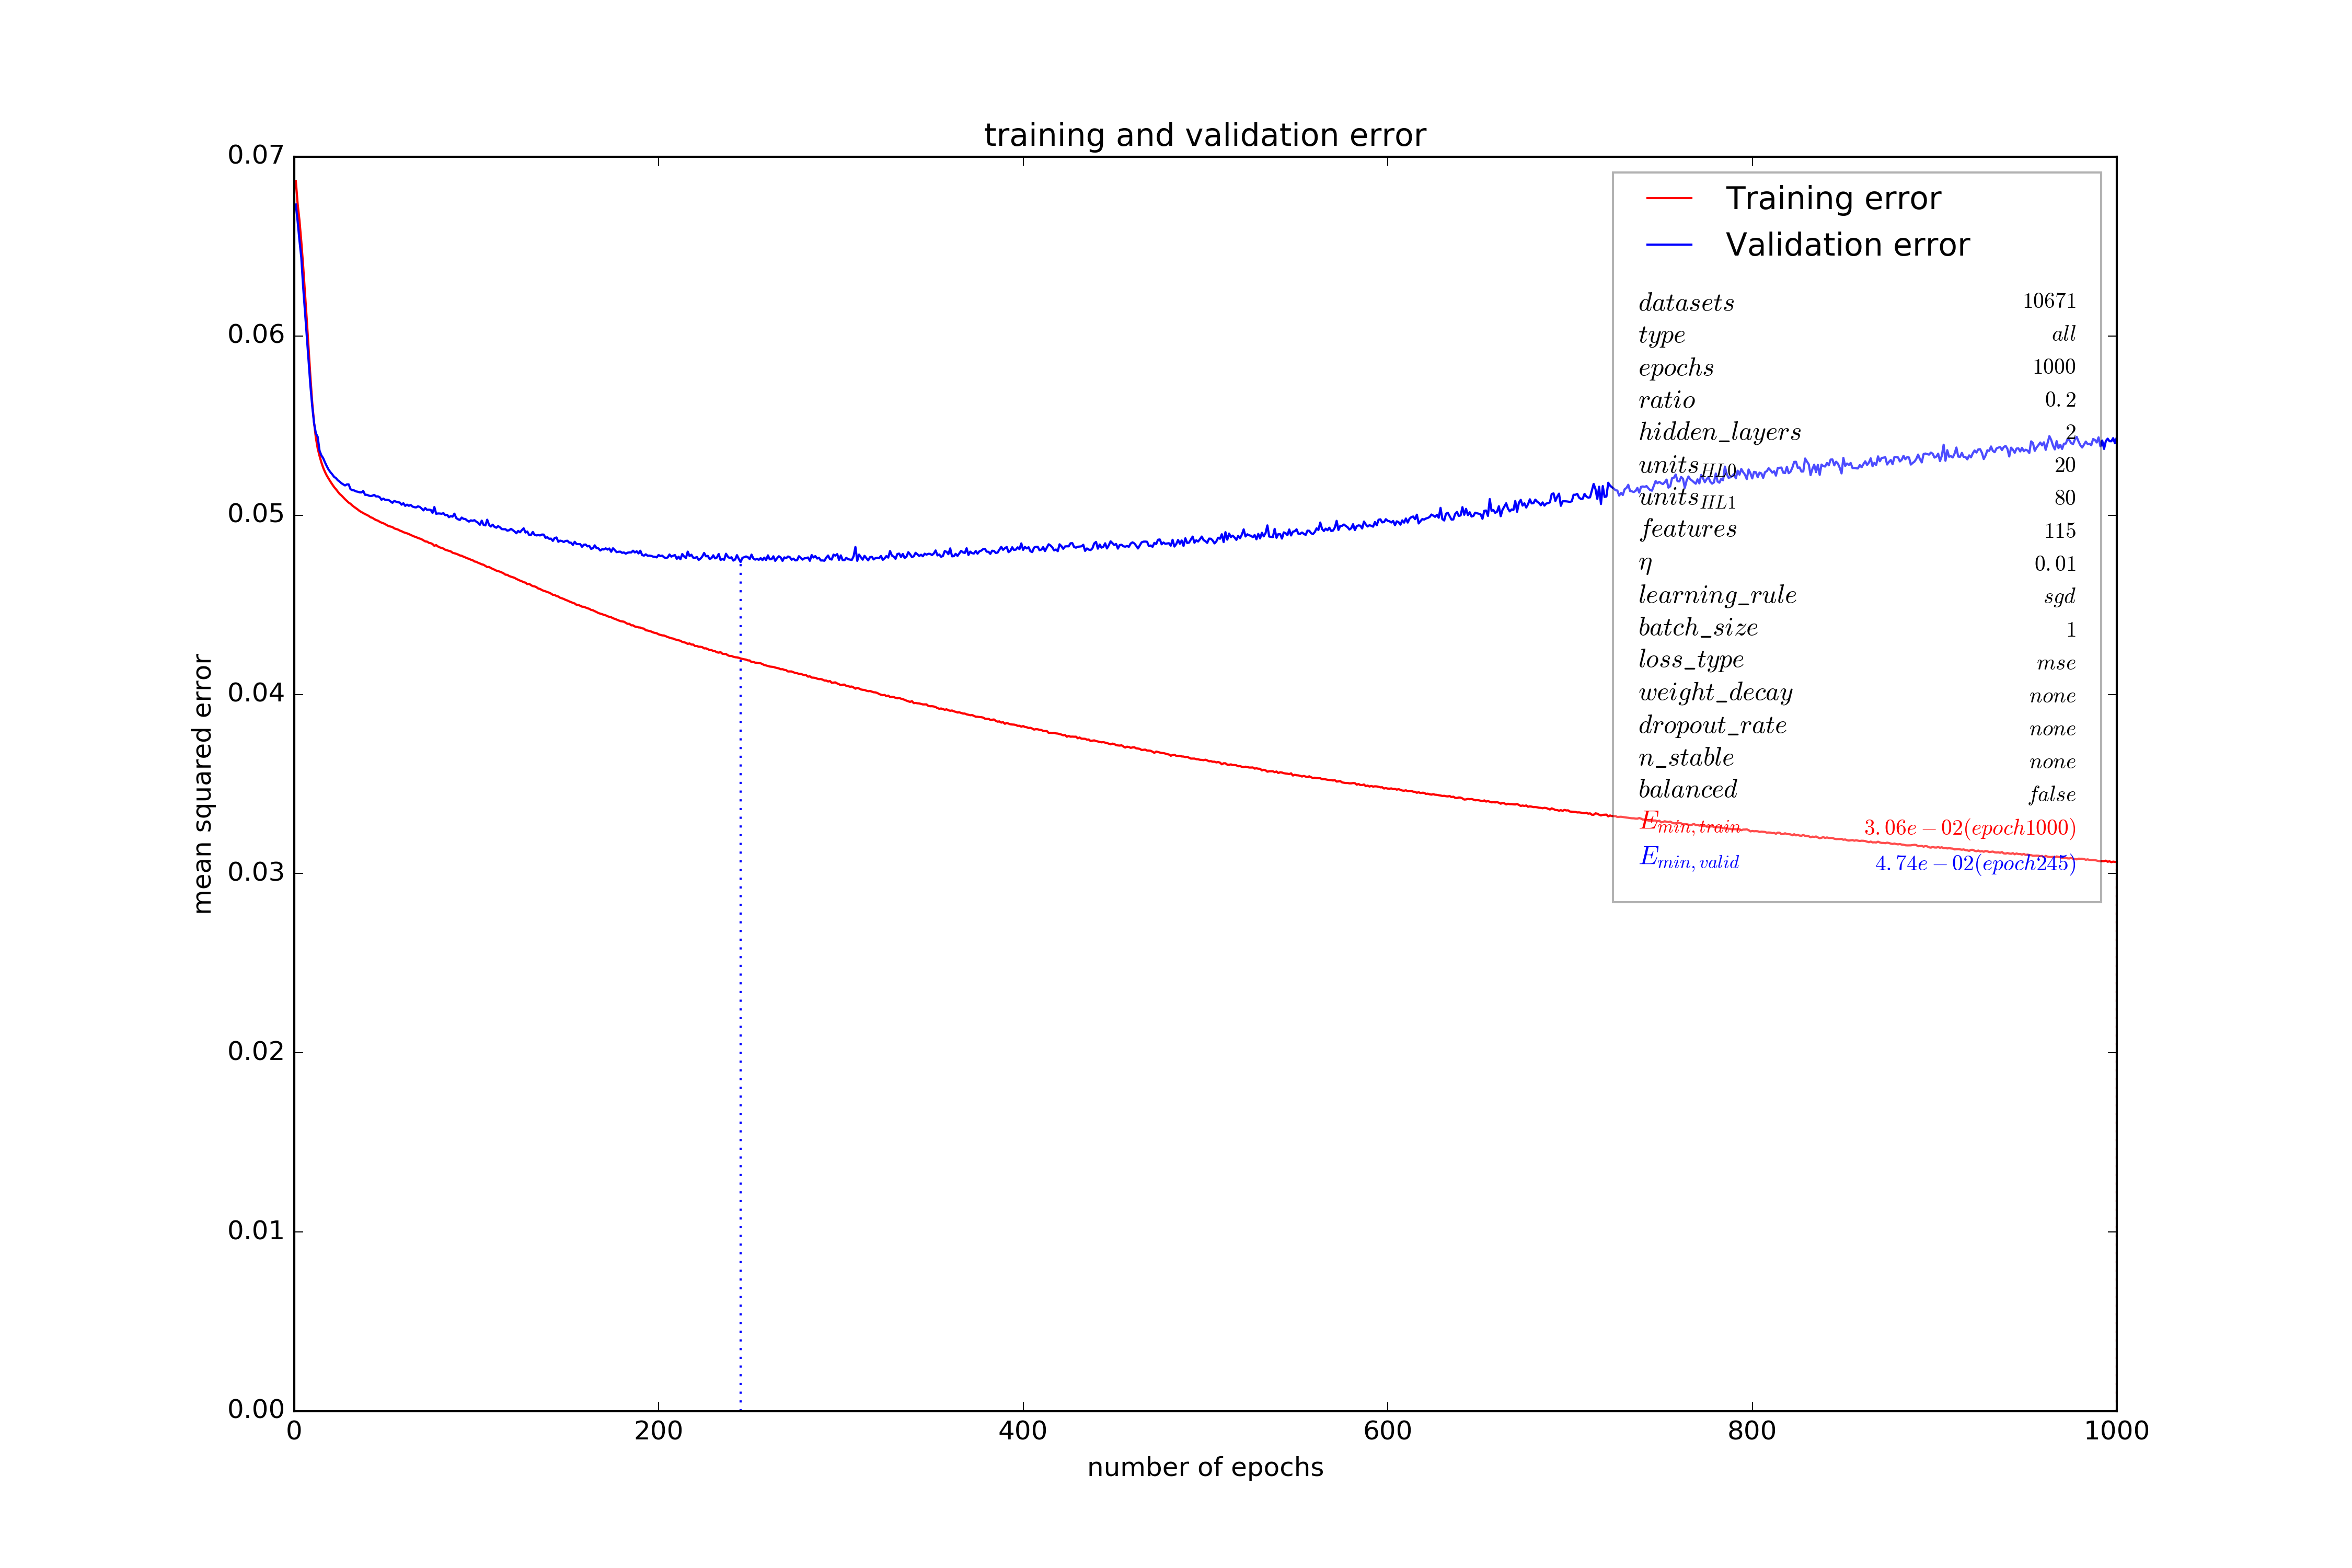 training and validation error
0.07
0.06
0.05
0.04
0.03
0.02
0.01
0.00
mean squared error
0 200 400 600 800 1000
number of epochs
Training error
Validation error
datasets 10671
type all
epochs 1000
ratio 0.2
hidden_layers 2
units_HL0 20
units_HL1 80
features 115
η 0.01
learning_rule sgd
batch_size 1
loss_type mse
weight_decay none
dropout_rate none
n_stable none
balanced false
E_min,train 3.06e−02(epoch1000)
E_min,valid 4.74e−02(epoch245)